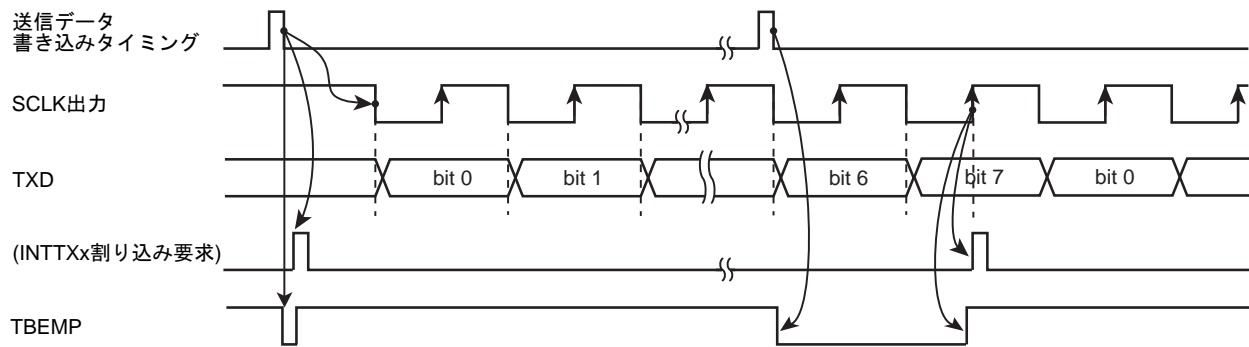 送信データ
書き込みタイミング
SCLK出力
TXD
bit 0
bit 1
bit 6
bit 7
bit 0
(INTTXx割り込み要求)
TBEMP